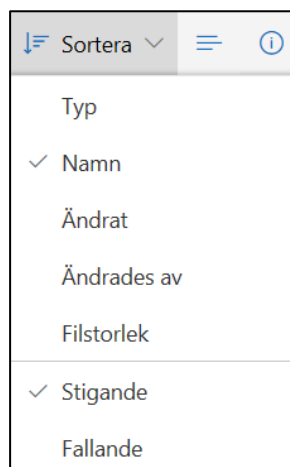 Sortera
Typ
Namn
Ändrat
Ändrades av
Filstorlek
Stigande
Fallande